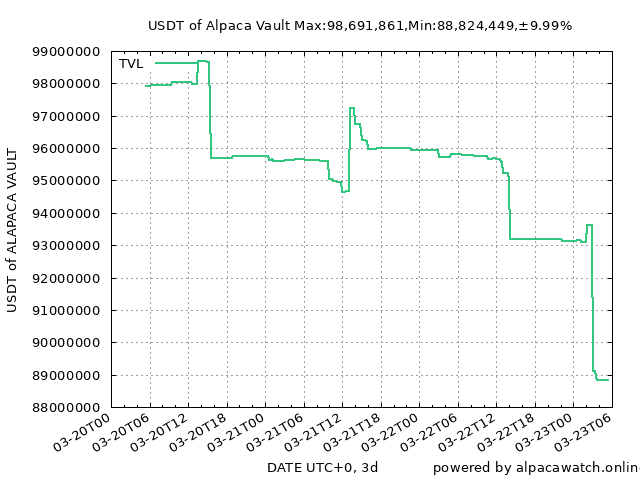 USDT of Alpaca Vault Max:98,691,861,Min:88,824,449,±9.99%
TVL
99000000
98000000
97000000
96000000
95000000
94000000
93000000
92000000
91000000
90000000
89000000
88000000
USDT of ALAPACA VAULT
03-20T00
03-20T06
03-20T12
03-20T18
03-21T00
03-21T06
03-21T12
03-21T18
03-22T00
03-22T06
03-22T12
03-22T18
03-23T00
03-23T06
DATE UTC+0, 3d
powered by alpacawatch.online